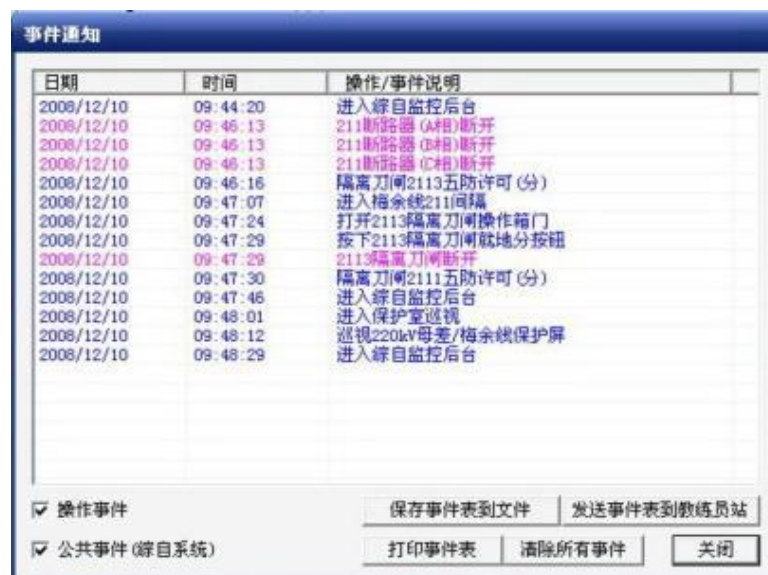 事件通知
日期 时间 操作/事件说明
2008/12/10 09:44:20 进入综自监控后台
2008/12/10 09:46:13 211断路器(A相)断开
2008/12/10 09:46:13 211断路器(B相)断开
2008/12/10 09:46:13 211断路器(C相)断开
2008/12/10 09:46:16 隔离刀闸2113五防许可(分)
2008/12/10 09:47:07 进入梅余线211间隔
2008/12/10 09:47:24 打开2113隔离刀闸操作箱门
2008/12/10 09:47:29 按下2113隔离刀闸就地分按钮
2008/12/10 09:47:29 2113隔离刀闸断开
2008/12/10 09:47:30 隔离刀闸2111五防许可(分)
2008/12/10 09:47:46 进入综自监控后台
2008/12/10 09:48:01 进入保护室巡视
2008/12/10 09:48:12 巡视220kV母差/梅余线保护屏
2008/12/10 09:48:29 进入综自监控后台
操作事件 保存事件表到文件 发送事件表到教练员站
公共事件(综自系统) 打印事件表 清除所有事件 关闭